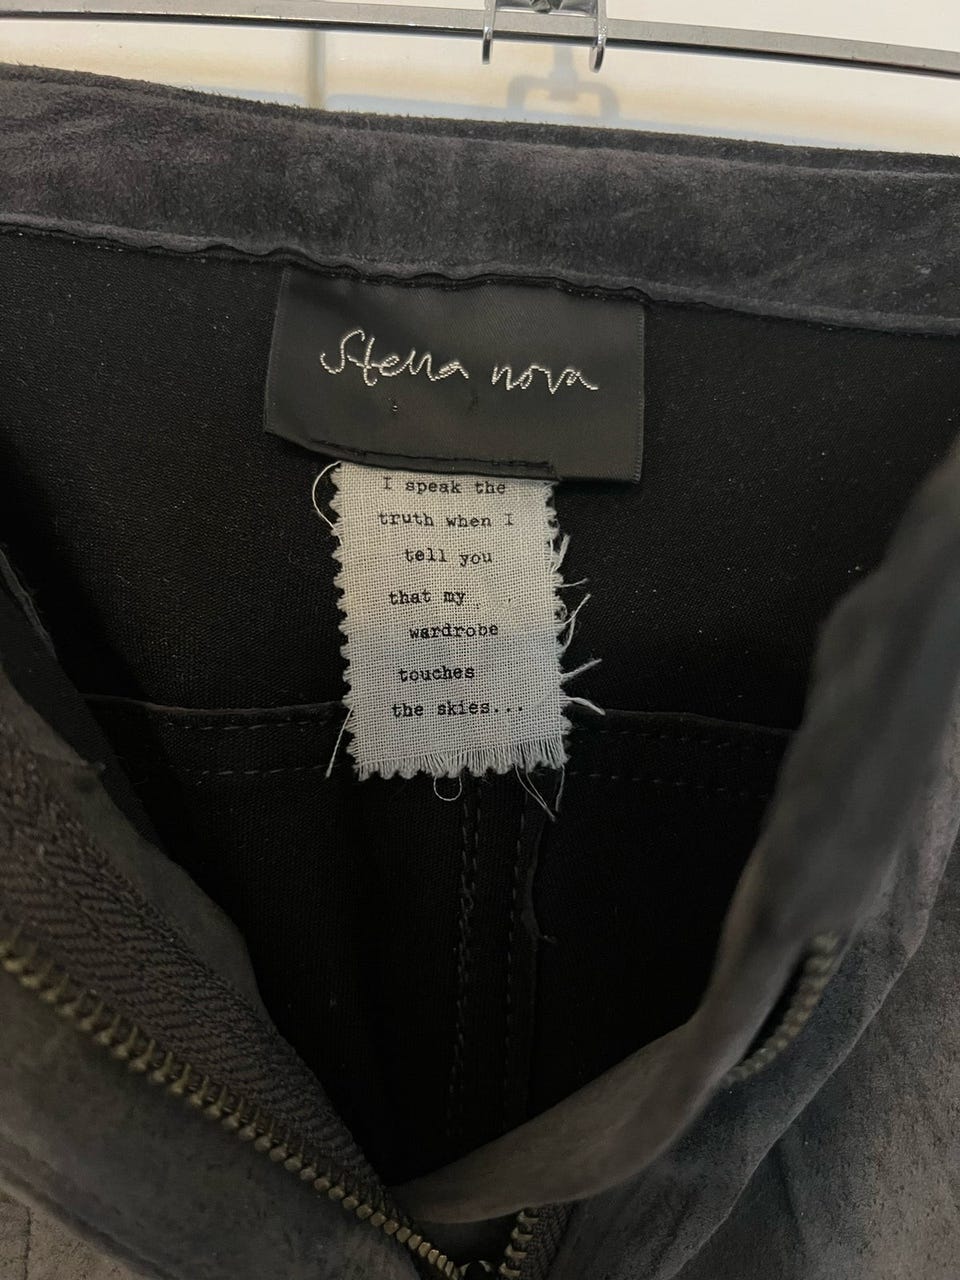 Stella nova
I speak the
truth when I
tell you
that my
wardrobe
touches
the skies...